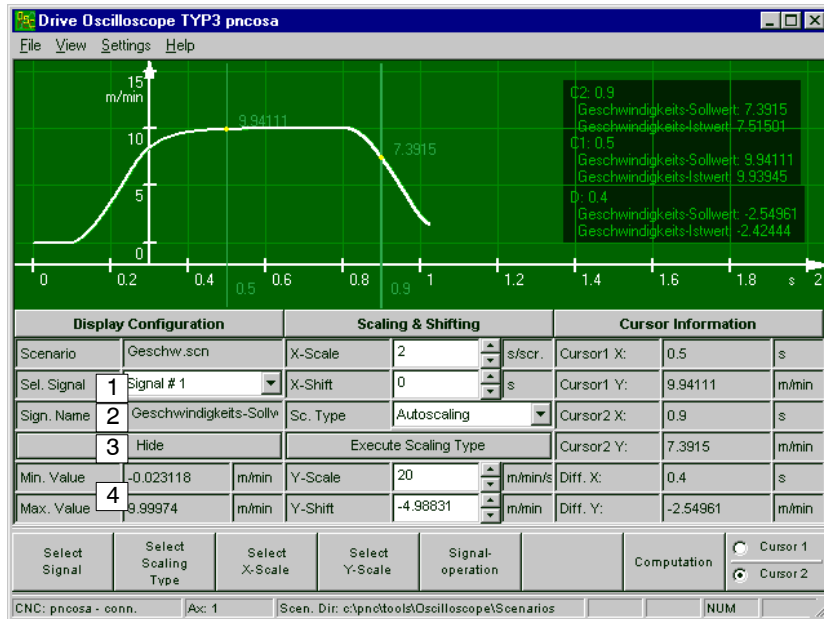 Drive Oscilloscope TYP3 pncosa
File View Settings Help
15
m/min
10
5
0
9.94111
7.3915
C2: 0.9
Geschwindigkeits-Sollwert: 7.3915
Geschwindigkeits-Istwert: 7.51501
C1: 0.5
Geschwindigkeits-Sollwert: 9.94111
Geschwindigkeits-Istwert: 9.93945
D: 0.4
Geschwindigkeits-Sollwert: -2.54961
Geschwindigkeits-Istwert: -2.42444
0 0.2 0.4 0.5 0.6 0.8 0.9 1 1.2 1.4 1.6 1.8 s 2
Display Configuration Scaling & Shifting Cursor Information
Scenario Geschw.scn X-Scale 2 s/scr. Cursor1 X: 0.5 s
Sel. Signal 1 Signal # 1 X-Shift 0 s Cursor1 Y: 9.94111 m/min
Sign. Name 2 Geschwindigkeits-Sollw Sc. Type Autoscaling Cursor2 X: 0.9 s
3 Hide Execute Scaling Type Cursor2 Y: 7.3915 m/min
Min. Value -0.023118 m/min Y-Scale 20 m/min/s Diff. X: 0.4 s
4
Max. Value 9.99974 m/min Y-Shift -4.98831 m/min Diff. Y: -2.54961 m/min
Select Signal
Select Scaling Type
Select X-Scale
Select Y-Scale
Signal-operation
Computation
Cursor 1
Cursor 2
CNC: pncosa - conn. Ax: 1 Scen. Dir: c:\pnc\tools\Oscilloscope\Scenarios NUM